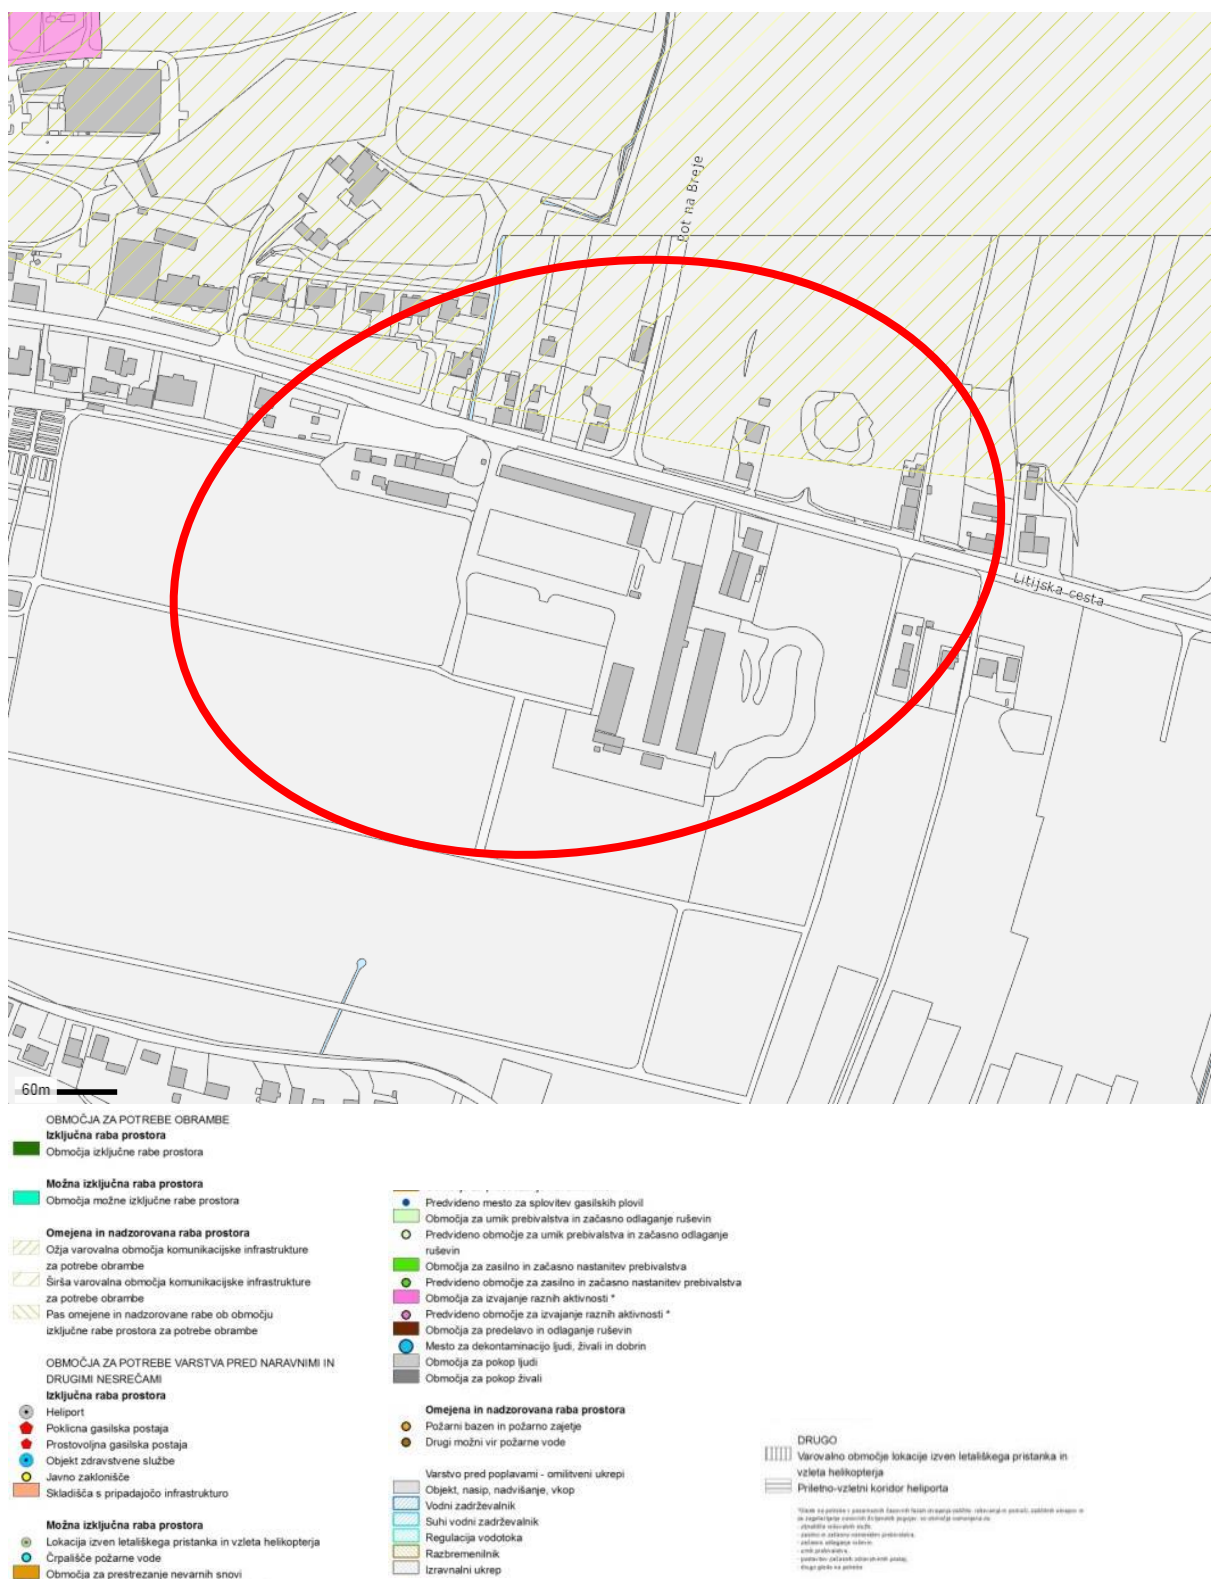 Pot na Breje
Litijska cesta
60m
OBMOČJA ZA POTREBE OBRAMBE
Izključna raba prostora
Območja izključne rabe prostora
Možna izključna raba prostora
Območja možne izključne rabe prostora
Omejena in nadzorovana raba prostora
Ožja varovalna območja komunikacijske infrastrukture
za potrebe obrambe
Širša varovalna območja komunikacijske infrastrukture
za potrebe obrambe
Pas omejene in nadzorovane rabe ob območju
izključne rabe prostora za potrebe obrambe
OBMOČJA ZA POTREBE VARSTVA PRED NARAVNIMI IN
DRUGIMI NESREČAMI
Izključna raba prostora
Heliport
Poklicna gasilska postaja
Prostovoljna gasilska postaja
Objekt zdravstvene službe
Javno zaklonišče
Skladišča s pripadajočo infrastrukturo
Možna izključna raba prostora
Lokacija izven letališkega pristanka in vzleta helikopterja
Črpališče požarne vode
Območja za prestrezanje nevarnih snovi
Predvideno mesto za splovitev gasilskih plovil
Območja za umik prebivalstva in začasno odlaganje ruševin
Predvideno območje za umik prebivalstva in začasno odlaganje
ruševin
Območja za zasilno in začasno nastanitev prebivalstva
Predvideno območje za zasilno in začasno nastanitev prebivalstva
Območja za izvajanje raznih aktivnosti *
Predvideno območje za izvajanje raznih aktivnosti *
Območja za predelavo in odlaganje ruševin
Mesto za dekontaminacijo ljudi, živali in dobrin
Območja za pokop ljudi
Območja za pokop živali
Omejena in nadzorovana raba prostora
Požarni bazen in požarno zajetje
Drugi možni vir požarne vode
Varstvo pred poplavami - omilitveni ukrepi
Objekt, nasip, nadvišanje, vkop
Vodni zadrževalnik
Suhi vodni zadrževalnik
Regulacija vodotoka
Razbremenilnik
Izravnalni ukrep
DRUGO
Varovalno območje lokacije izven letališkega pristanka in
vzleta helikopterja
Priletno-vzletni koridor heliporta